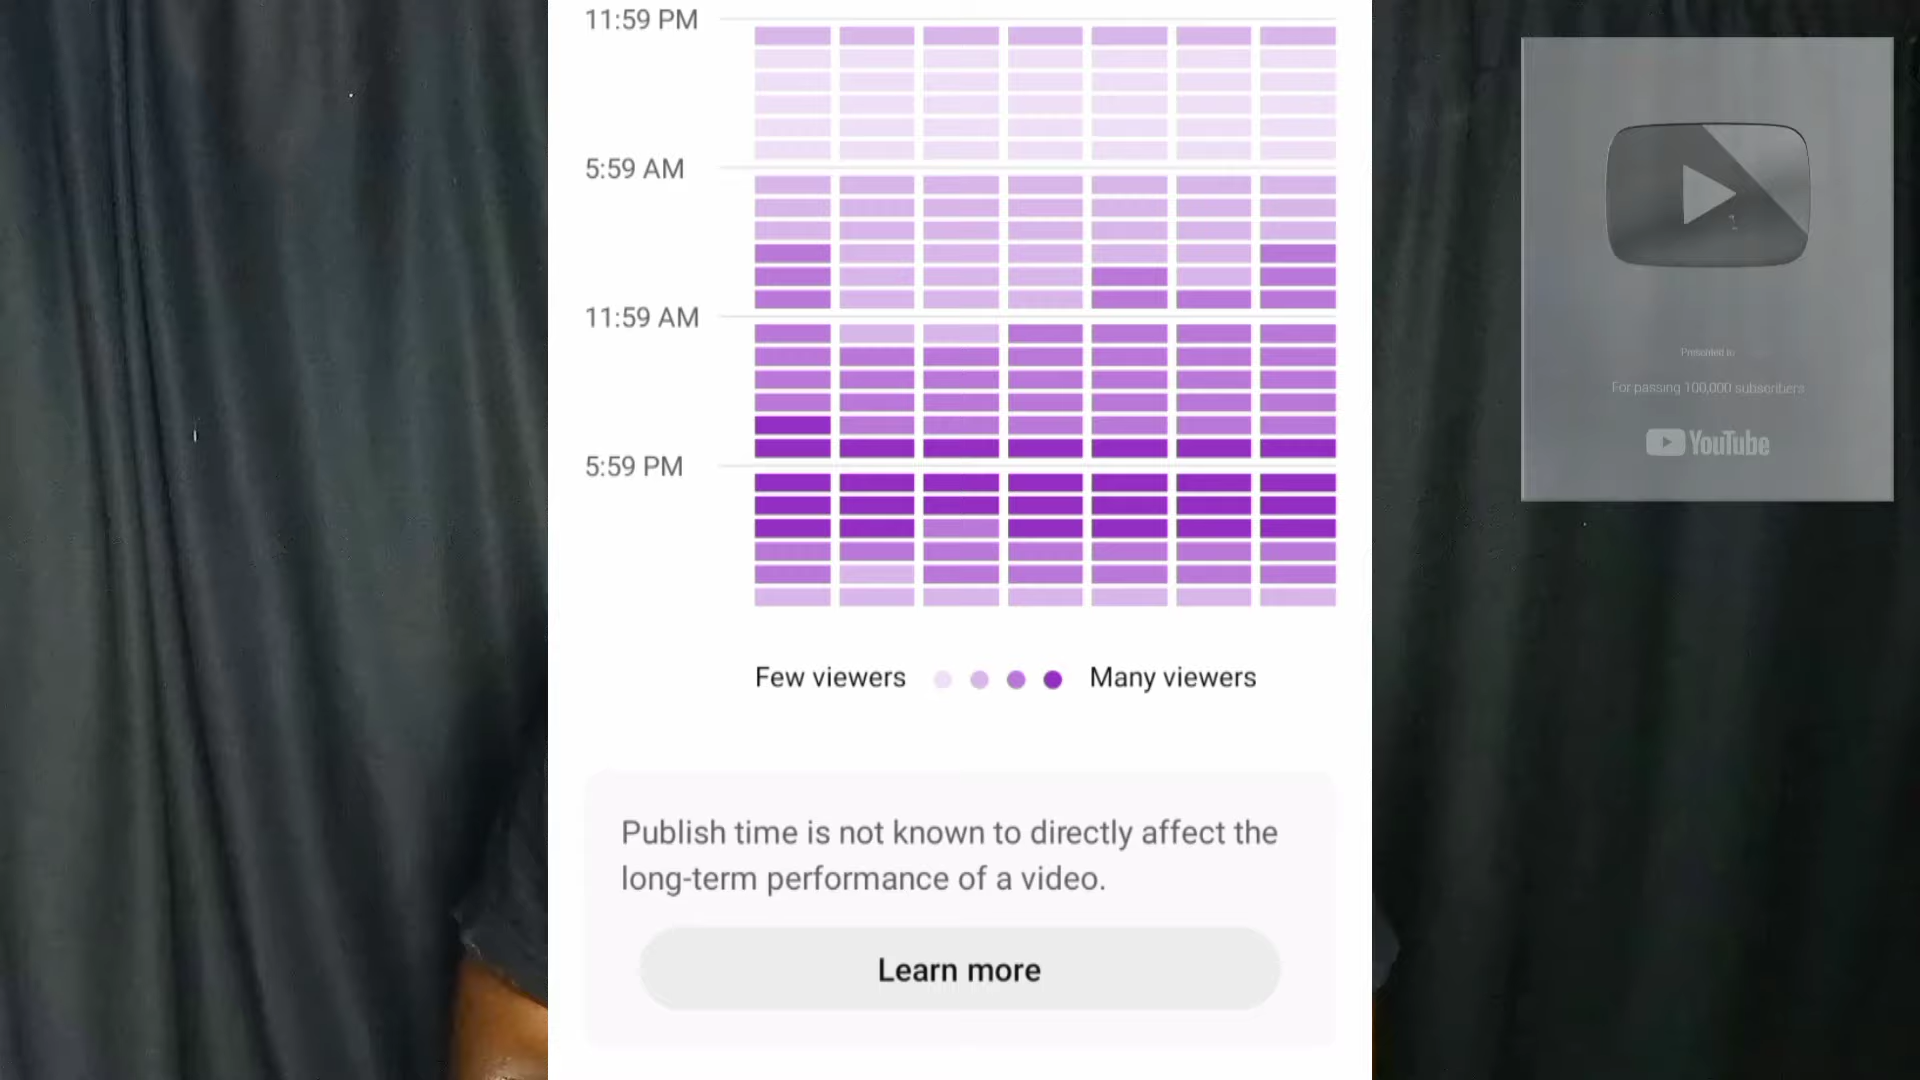 11:59 PM
5:59 AM
11:59 AM
5:59 PM
Few viewers
Many viewers
Publish time is not known to directly affect the
long-term performance of a video.
Learn more
Presented to
For passing 100,000 subscribers
YouTube